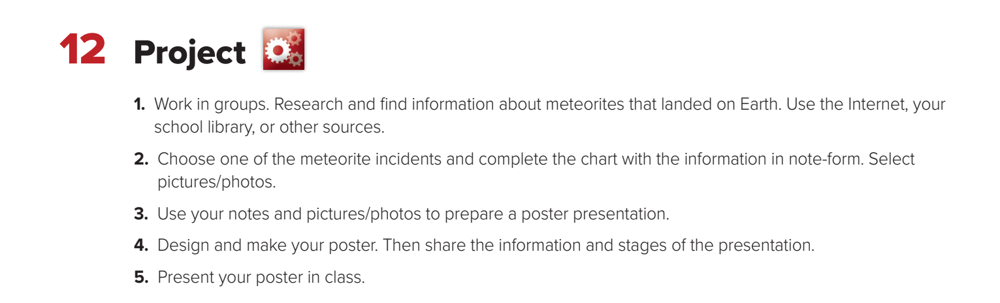 12 Project
1. Work in groups. Research and find information about meteorites that landed on Earth. Use the Internet, your
school library, or other sources.
2. Choose one of the meteorite incidents and complete the chart with the information in note-form. Select
pictures/photos.
3. Use your notes and pictures/photos to prepare a poster presentation.
4. Design and make your poster. Then share the information and stages of the presentation.
5. Present your poster in class.